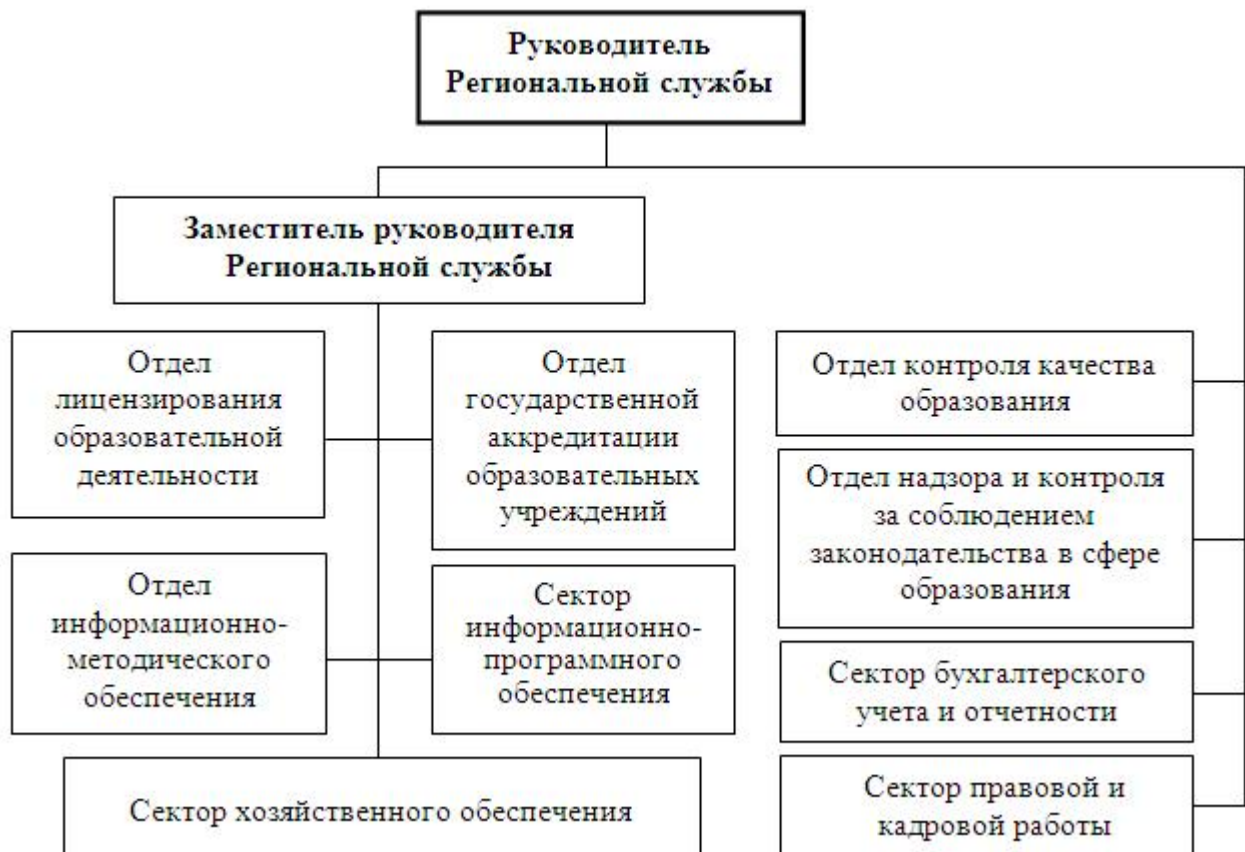 Руководитель
Региональной службы
Заместитель руководителя
Региональной службы
Отдел
лицензирования
образовательной
деятельности
Отдел
государственной
аккредитации
образовательных
учреждений
Отдел
информационно-
методического
обеспечения
Сектор
информационно-
программного
обеспечения
Сектор хозяйственного обеспечения
Отдел контроля качества
образования
Отдел надзора и контроля
за соблюдением
законодательства в сфере
образования
Сектор бухгалтерского
учета и отчетности
Сектор правовой и
кадровой работы